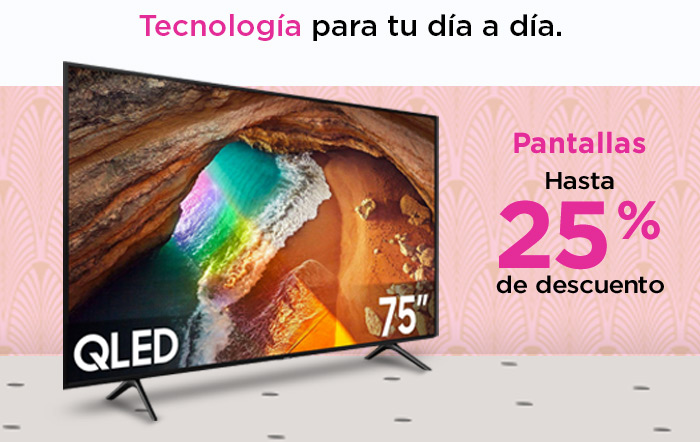 Tecnología para tu día a día.
Pantallas
Hasta
25%
de descuento
QLED
75"